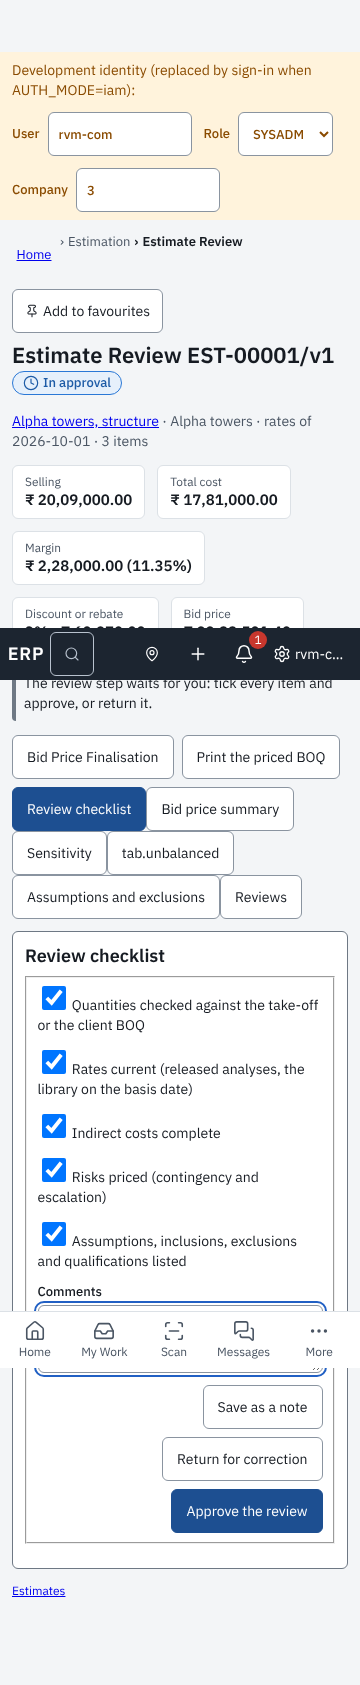 Development identity (replaced by sign-in when
AUTH_MODE=iam):
User rvm-com Role SYSADM
Company 3
Home › Estimation › Estimate Review
Add to favourites
Estimate Review EST-00001/v1
In approval
Alpha towers, structure · Alpha towers · rates of
2026-10-01 · 3 items
Selling Total cost
₹ 20,09,000.00 ₹ 17,81,000.00
Margin
₹ 2,28,000.00 (11.35%)
Discount or rebate Bid price
ERP 1 rvm-c...
The review step waits for you: tick every item and
approve, or return it.
Bid Price Finalisation Print the priced BOQ
Review checklist Bid price summary
Sensitivity tab.unbalanced
Assumptions and exclusions Reviews
Review checklist
Quantities checked against the take-off
or the client BOQ
Rates current (released analyses, the
library on the basis date)
Indirect costs complete
Risks priced (contingency and
escalation)
Assumptions, inclusions, exclusions
and qualifications listed
Comments
Home My Work Scan Messages More
Save as a note
Return for correction
Approve the review
Estimates